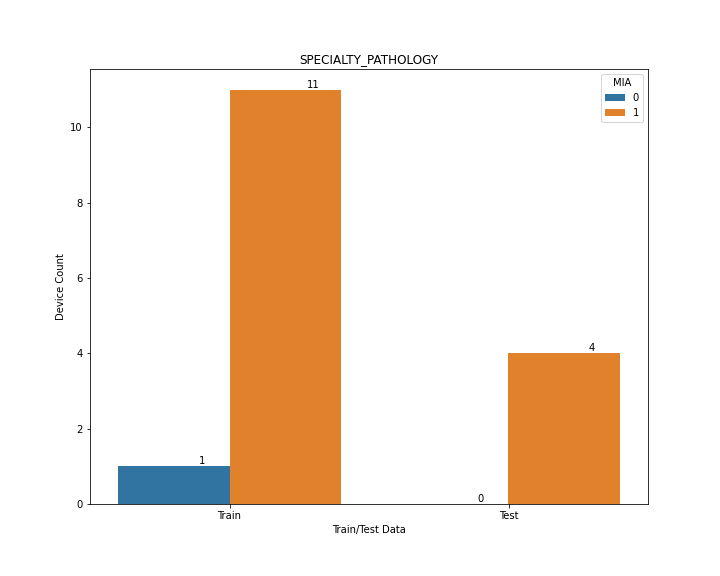 SPECIALTY_PATHOLOGY
MIA
0
1
11
10
8
6
4
2
0
1
4
0
Device Count
Train
Test
Train/Test Data